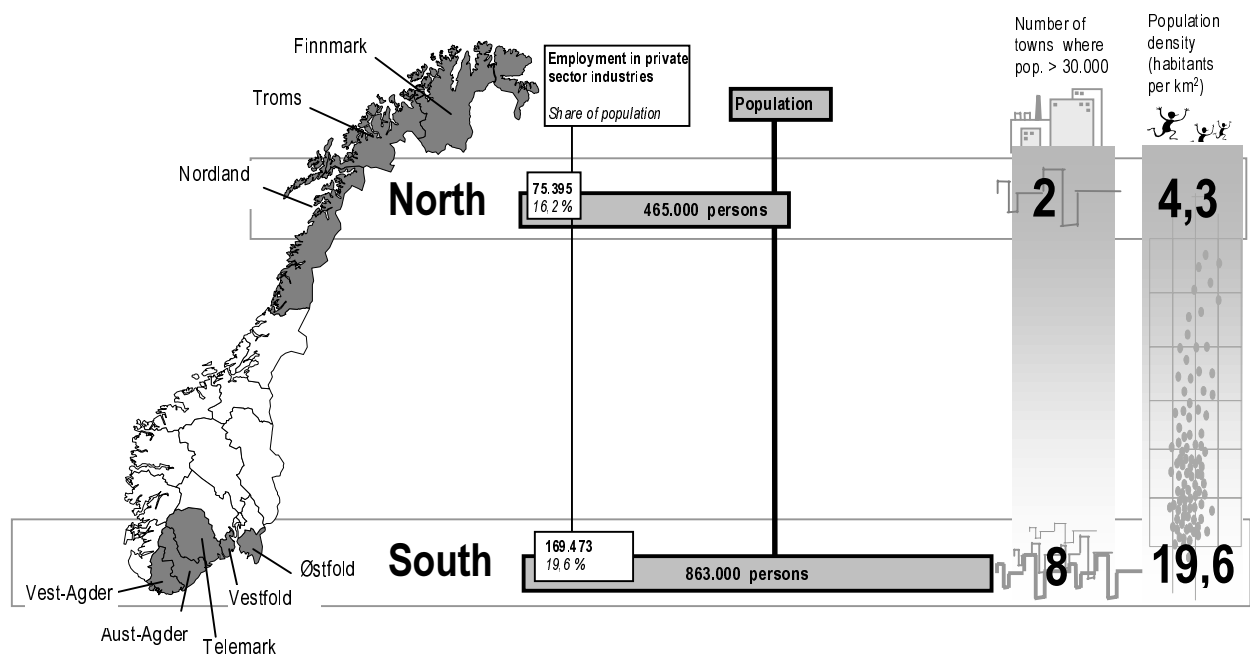 Finnmark
Troms
Nordland
Employment in private
sector industries
Share of population
Population
Number of
towns where
pop. > 30.000
Population
density
(habitants
per km²)
North
75.395
16,2 %
465.000 persons
2
4,3
South
169.473
19,6 %
863.000 persons
8
19,6
Vest-Agder
Aust-Agder
Telemark
Vestfold
Østfold